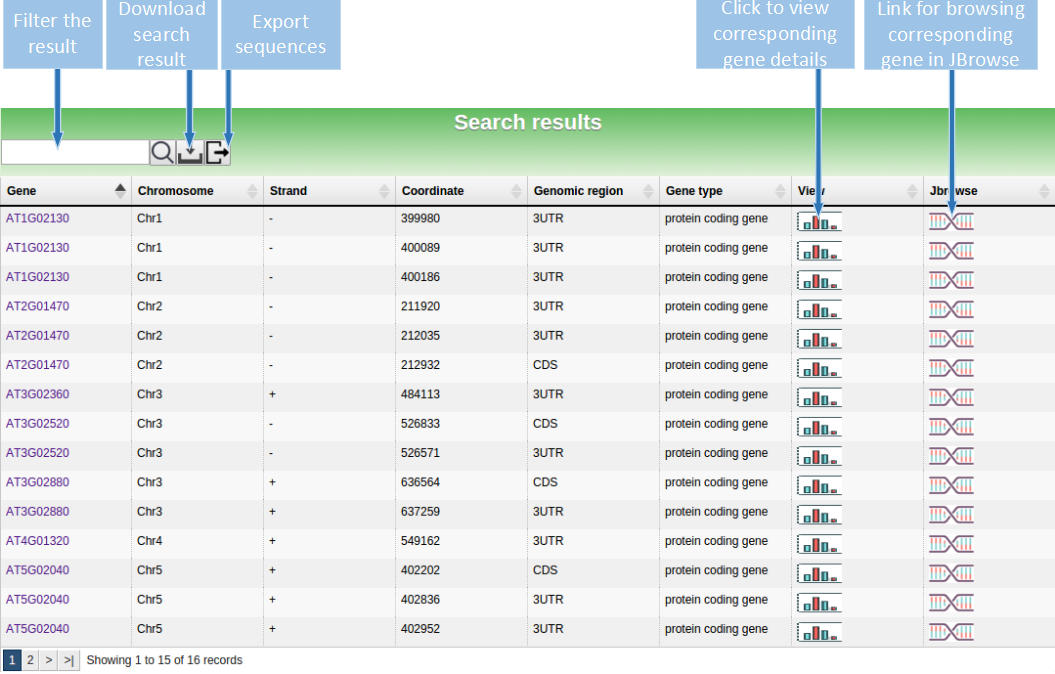 Filter the
result
Download
search
result
Export
sequences
Click to view
corresponding
gene details
Link for browsing
corresponding
gene in JBrowse
Search results
Gene Chromosome Strand Coordinate Genomic region Gene type View Jbrowse
AT1G02130 Chr1 - 399980 3UTR protein coding gene
AT1G02130 Chr1 - 400089 3UTR protein coding gene
AT1G02130 Chr1 - 400186 3UTR protein coding gene
AT2G01470 Chr2 - 211920 3UTR protein coding gene
AT2G01470 Chr2 - 212035 3UTR protein coding gene
AT2G01470 Chr2 - 212932 CDS protein coding gene
AT3G02360 Chr3 + 484113 3UTR protein coding gene
AT3G02520 Chr3 - 526833 CDS protein coding gene
AT3G02520 Chr3 - 526571 3UTR protein coding gene
AT3G02880 Chr3 + 636564 CDS protein coding gene
AT3G02880 Chr3 + 637259 3UTR protein coding gene
AT4G01320 Chr4 + 549162 3UTR protein coding gene
AT5G02040 Chr5 + 402202 CDS protein coding gene
AT5G02040 Chr5 + 402836 3UTR protein coding gene
AT5G02040 Chr5 + 402952 3UTR protein coding gene
1 2 > >| Showing 1 to 15 of 16 records